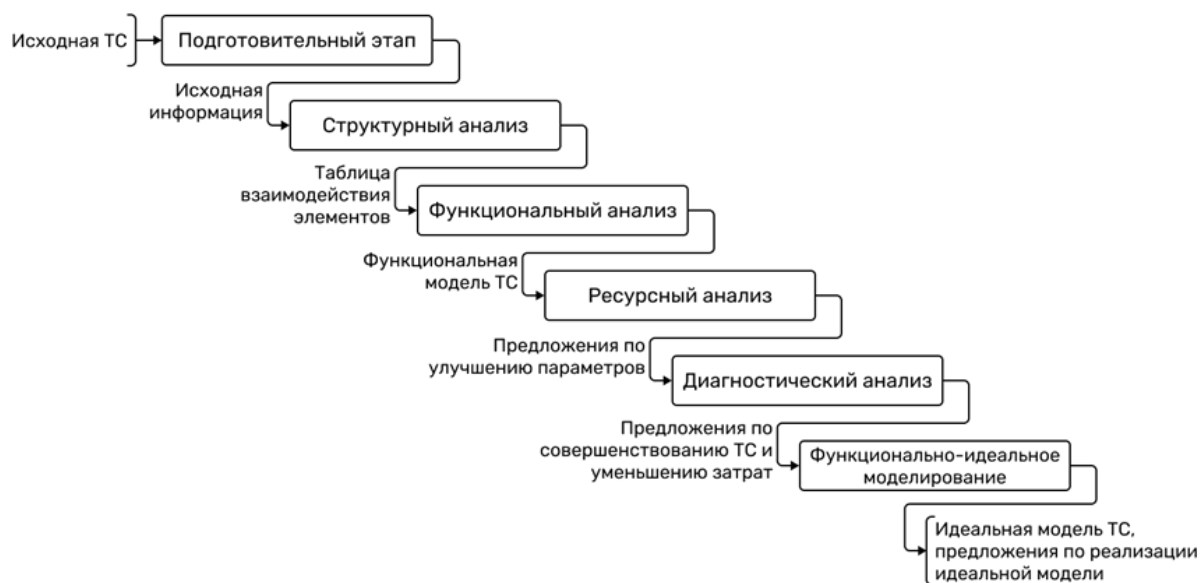 Исходная ТС
Подготовительный этап
Исходная
информация
Структурный анализ
Таблица
взаимодействия
элементов
Функциональный анализ
Функциональная
модель ТС
Ресурсный анализ
Предложения по
улучшению параметров
Диагностический анализ
Предложения по
совершенствованию ТС и
уменьшению затрат
Функционально-идеальное
моделирование
Идеальная модель ТС,
предложения по реализации
идеальной модели